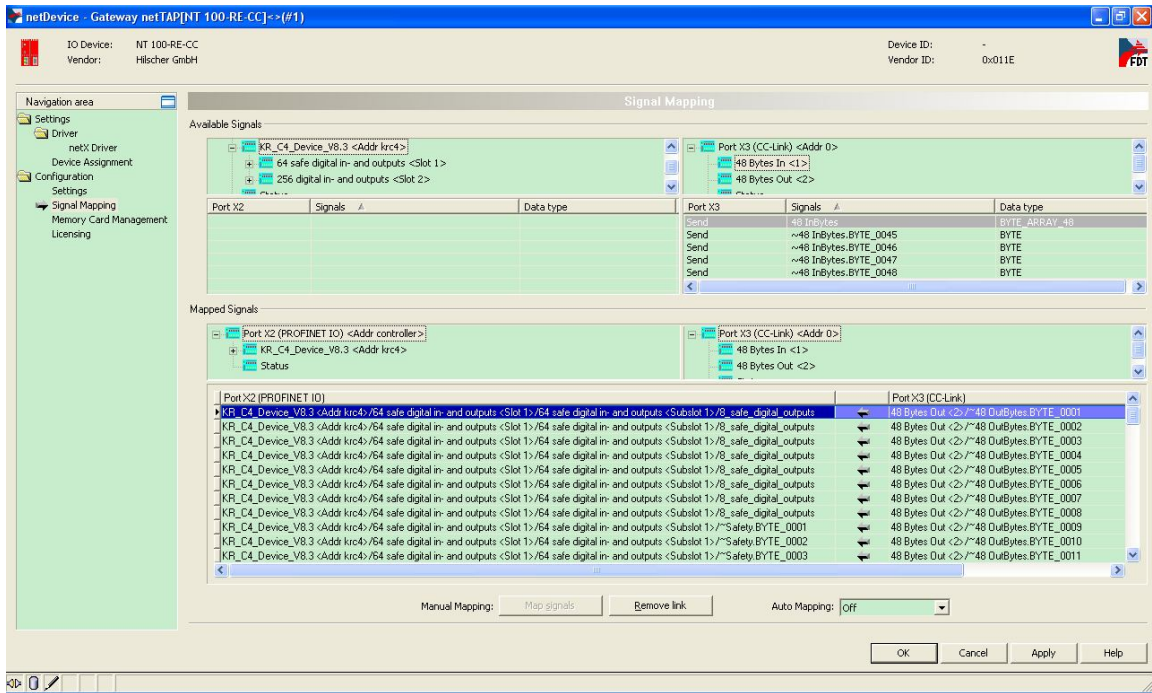 netDevice - Gateway netTAP[NT 100-RE-CC]<>(#1)
IO Device: NT 100-RE-CC
Vendor: Hilscher GmbH
Device ID: -
Vendor ID: 0x011E
FDT
Navigation area
Settings
Driver
netX Driver
Device Assignment
Configuration
Settings
Signal Mapping
Memory Card Management
Licensing
Signal Mapping
Available Signals
KR_C4_Device_V8.3 <Addr krc4>
64 safe digital in- and outputs <Slot 1>
256 digital in- and outputs <Slot 2>
Port X3 (CC-Link) <Addr 0>
48 Bytes In <1>
48 Bytes Out <2>
Port X2 Signals Data type
Port X3 Signals Data type
Send 48 InBytes BYTE_ARRAY_48
Send ~48 InBytes.BYTE_0045 BYTE
Send ~48 InBytes.BYTE_0046 BYTE
Send ~48 InBytes.BYTE_0047 BYTE
Send ~48 InBytes.BYTE_0048 BYTE
Mapped Signals
Port X2 (PROFINET IO) <Addr controller>
KR_C4_Device_V8.3 <Addr krc4>
Status
Port X3 (CC-Link) <Addr 0>
48 Bytes In <1>
48 Bytes Out <2>
Port X2 (PROFINET IO) Port X3 (CC-Link)
KR_C4_Device_V8.3 <Addr krc4>/64 safe digital in- and outputs <Slot 1>/64 safe digital in- and outputs <Subslot 1>/8_safe_digital_outputs 48 Bytes Out <2>/~48 OutBytes.BYTE_0001
KR_C4_Device_V8.3 <Addr krc4>/64 safe digital in- and outputs <Slot 1>/64 safe digital in- and outputs <Subslot 1>/8_safe_digital_outputs 48 Bytes Out <2>/~48 OutBytes.BYTE_0002
KR_C4_Device_V8.3 <Addr krc4>/64 safe digital in- and outputs <Slot 1>/64 safe digital in- and outputs <Subslot 1>/8_safe_digital_outputs 48 Bytes Out <2>/~48 OutBytes.BYTE_0003
KR_C4_Device_V8.3 <Addr krc4>/64 safe digital in- and outputs <Slot 1>/64 safe digital in- and outputs <Subslot 1>/8_safe_digital_outputs 48 Bytes Out <2>/~48 OutBytes.BYTE_0004
KR_C4_Device_V8.3 <Addr krc4>/64 safe digital in- and outputs <Slot 1>/64 safe digital in- and outputs <Subslot 1>/8_safe_digital_outputs 48 Bytes Out <2>/~48 OutBytes.BYTE_0005
KR_C4_Device_V8.3 <Addr krc4>/64 safe digital in- and outputs <Slot 1>/64 safe digital in- and outputs <Subslot 1>/8_safe_digital_outputs 48 Bytes Out <2>/~48 OutBytes.BYTE_0006
KR_C4_Device_V8.3 <Addr krc4>/64 safe digital in- and outputs <Slot 1>/64 safe digital in- and outputs <Subslot 1>/8_safe_digital_outputs 48 Bytes Out <2>/~48 OutBytes.BYTE_0007
KR_C4_Device_V8.3 <Addr krc4>/64 safe digital in- and outputs <Slot 1>/64 safe digital in- and outputs <Subslot 1>/8_safe_digital_outputs 48 Bytes Out <2>/~48 OutBytes.BYTE_0008
KR_C4_Device_V8.3 <Addr krc4>/64 safe digital in- and outputs <Slot 1>/64 safe digital in- and outputs <Subslot 1>/~Safety.BYTE_0001 48 Bytes Out <2>/~48 OutBytes.BYTE_0009
KR_C4_Device_V8.3 <Addr krc4>/64 safe digital in- and outputs <Slot 1>/64 safe digital in- and outputs <Subslot 1>/~Safety.BYTE_0002 48 Bytes Out <2>/~48 OutBytes.BYTE_0010
KR_C4_Device_V8.3 <Addr krc4>/64 safe digital in- and outputs <Slot 1>/64 safe digital in- and outputs <Subslot 1>/~Safety.BYTE_0003 48 Bytes Out <2>/~48 OutBytes.BYTE_0011
Manual Mapping: Map signals Remove link Auto Mapping: Off
OK Cancel Apply Help